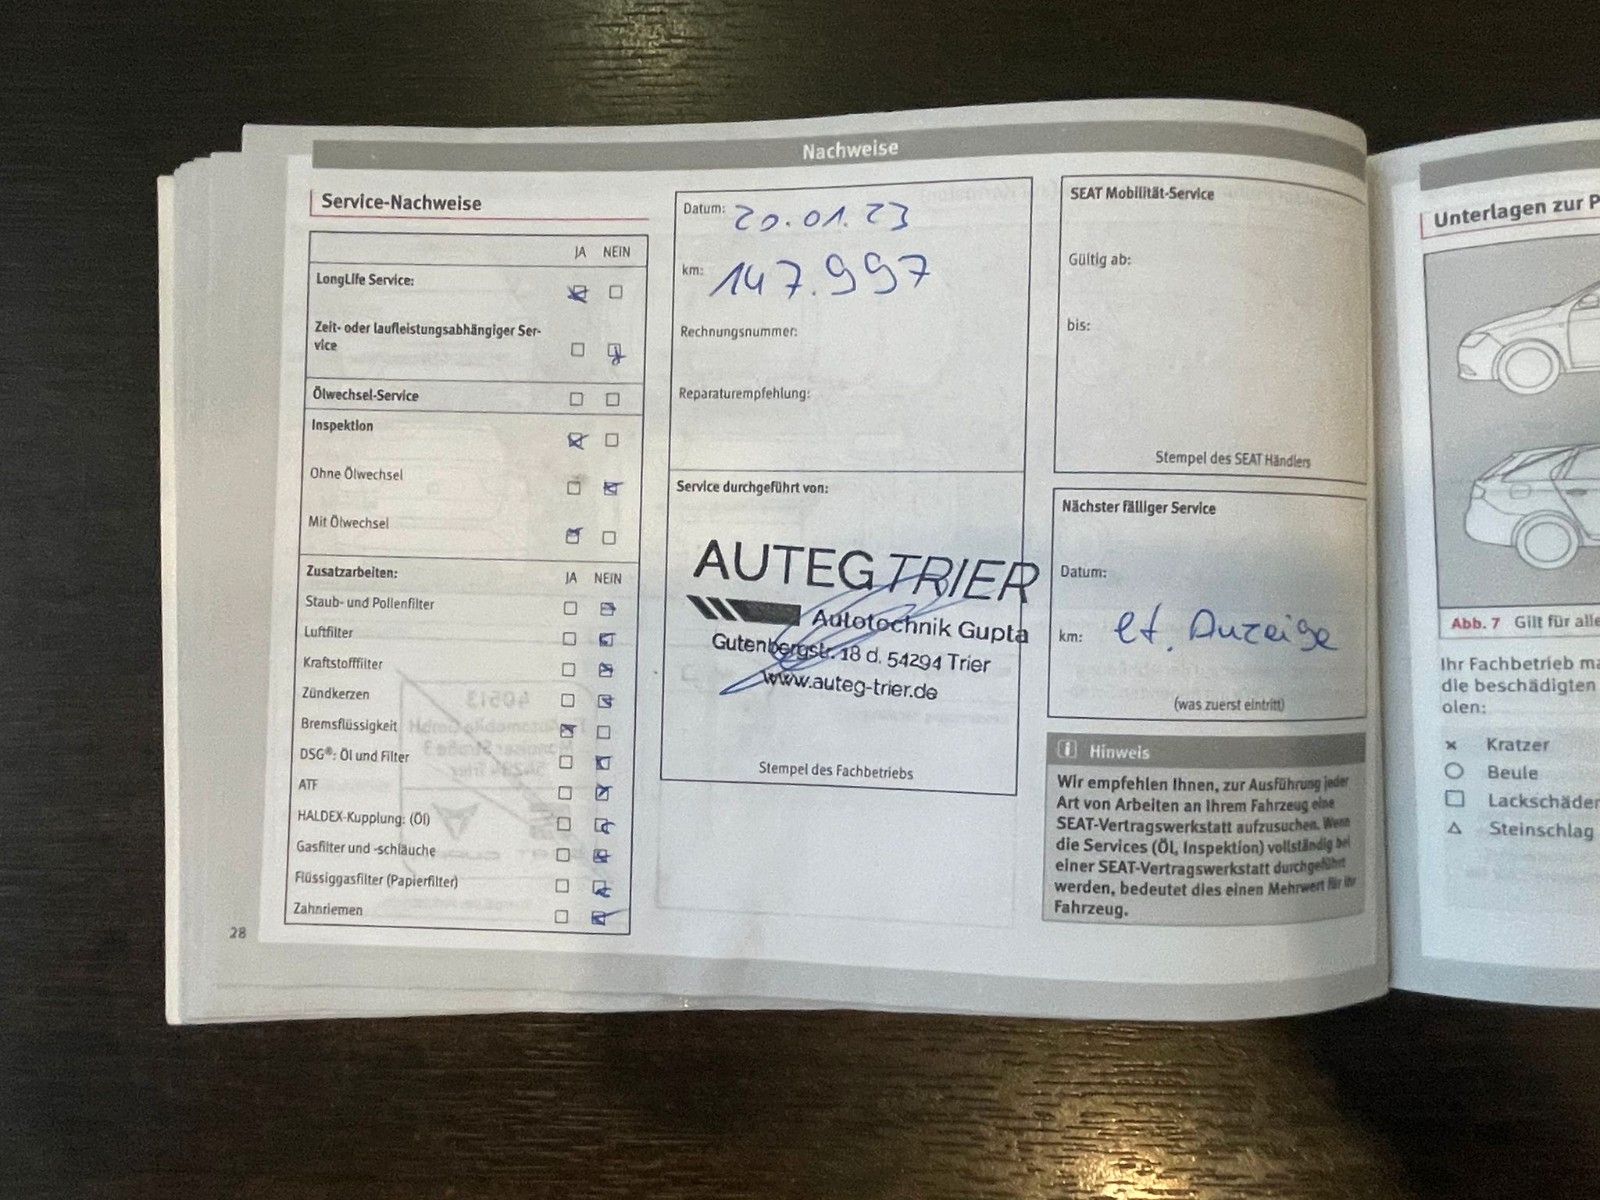 Nachweise
Service-Nachweise
JA NEIN
LongLife Service:
Zeit- oder laufleistungsabhängiger Ser-
vice
Ölwechsel-Service
Inspektion
Ohne Ölwechsel
Mit Ölwechsel
Zusatzarbeiten: JA NEIN
Staub- und Pollenfilter
Luftfilter
Kraftstofffilter
Zündkerzen
Bremsflüssigkeit
DSG®: Öl und Filter
ATF
HALDEX-Kupplung: (Öl)
Gasfilter und -schläuche
Flüssiggasfilter (Papierfilter)
Zahnriemen
28
Datum: 20.01.23
km: 147.997
Rechnungsnummer:
Reparaturempfehlung:
Service durchgeführt von:
AUTEG TRIER
Autotechnik Gupta
Gutenbergstr. 18 d. 54294 Trier
www.auteg-trier.de
Stempel des Fachbetriebs
SEAT Mobilität-Service
Gültig ab:
bis:
Stempel des SEAT Händlers
Nächster fälliger Service
Datum:
km: lt. Anzeige
(was zuerst eintritt)
i Hinweis
Wir empfehlen Ihnen, zur Ausführung jeder
Art von Arbeiten an Ihrem Fahrzeug eine
SEAT-Vertragswerkstatt aufzusuchen. Wenn
die Services (Öl, Inspektion) vollständig bei
einer SEAT-Vertragswerkstatt durchgeführt
werden, bedeutet dies einen Mehrwert für Ihr
Fahrzeug.
Unterlagen zur
Abb. 7 Gilt für alle
Ihr Fachbetrieb
die beschädigten
olen:
Kratzer
Beule
Lackschäden
Steinschlag